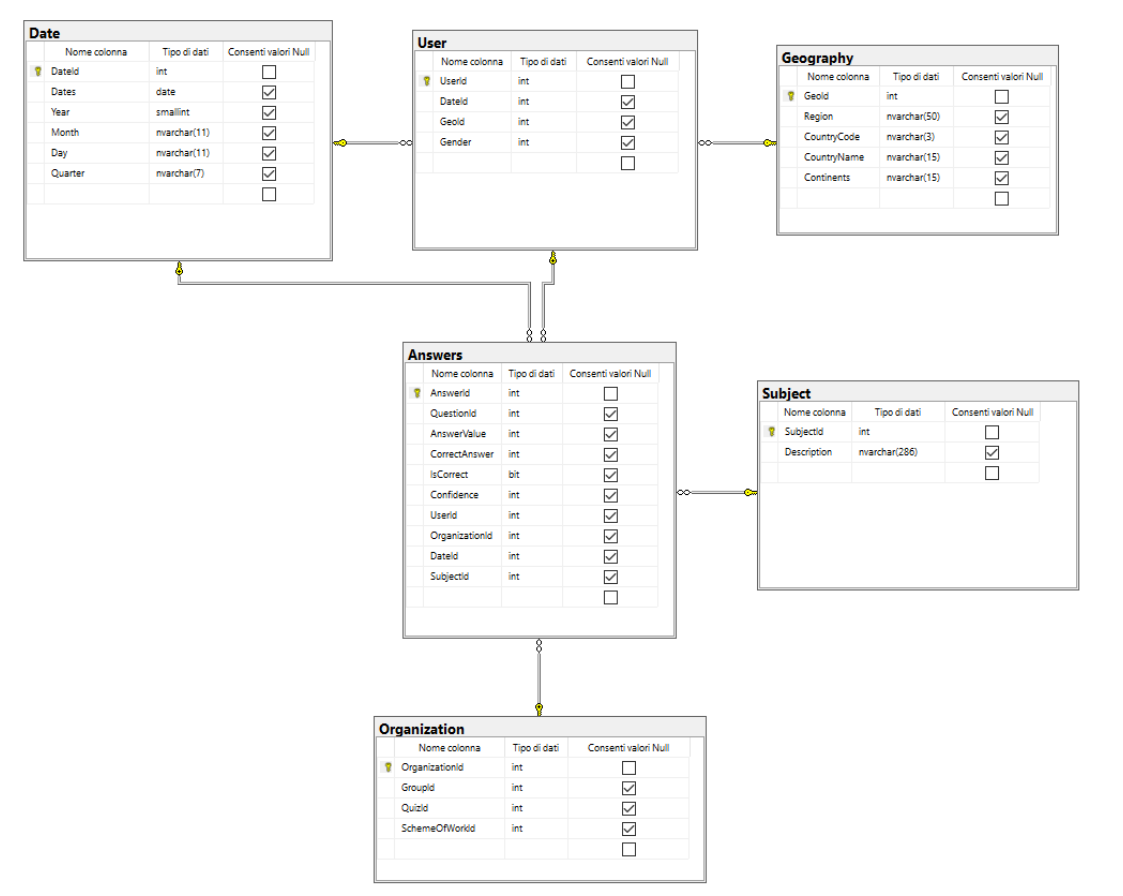 Date
Nome colonna Tipo di dati Consenti valori Null
DateId int
Dates date
Year smallint
Month nvarchar(11)
Day nvarchar(11)
Quarter nvarchar(7)
User
Nome colonna Tipo di dati Consenti valori Null
UserId int
DateId int
GeoId int
Gender int
Geography
Nome colonna Tipo di dati Consenti valori Null
GeoId int
Region nvarchar(50)
CountryCode nvarchar(3)
CountryName nvarchar(15)
Continents nvarchar(15)
Answers
Nome colonna Tipo di dati Consenti valori Null
AnswerId int
QuestionId int
AnswerValue int
CorrectAnswer int
IsCorrect bit
Confidence int
UserId int
OrganizationId int
DateId int
SubjectId int
Subject
Nome colonna Tipo di dati Consenti valori Null
SubjectId int
Description nvarchar(286)
Organization
Nome colonna Tipo di dati Consenti valori Null
OrganizationId int
GroupId int
QuizId int
SchemeOfWorkId int